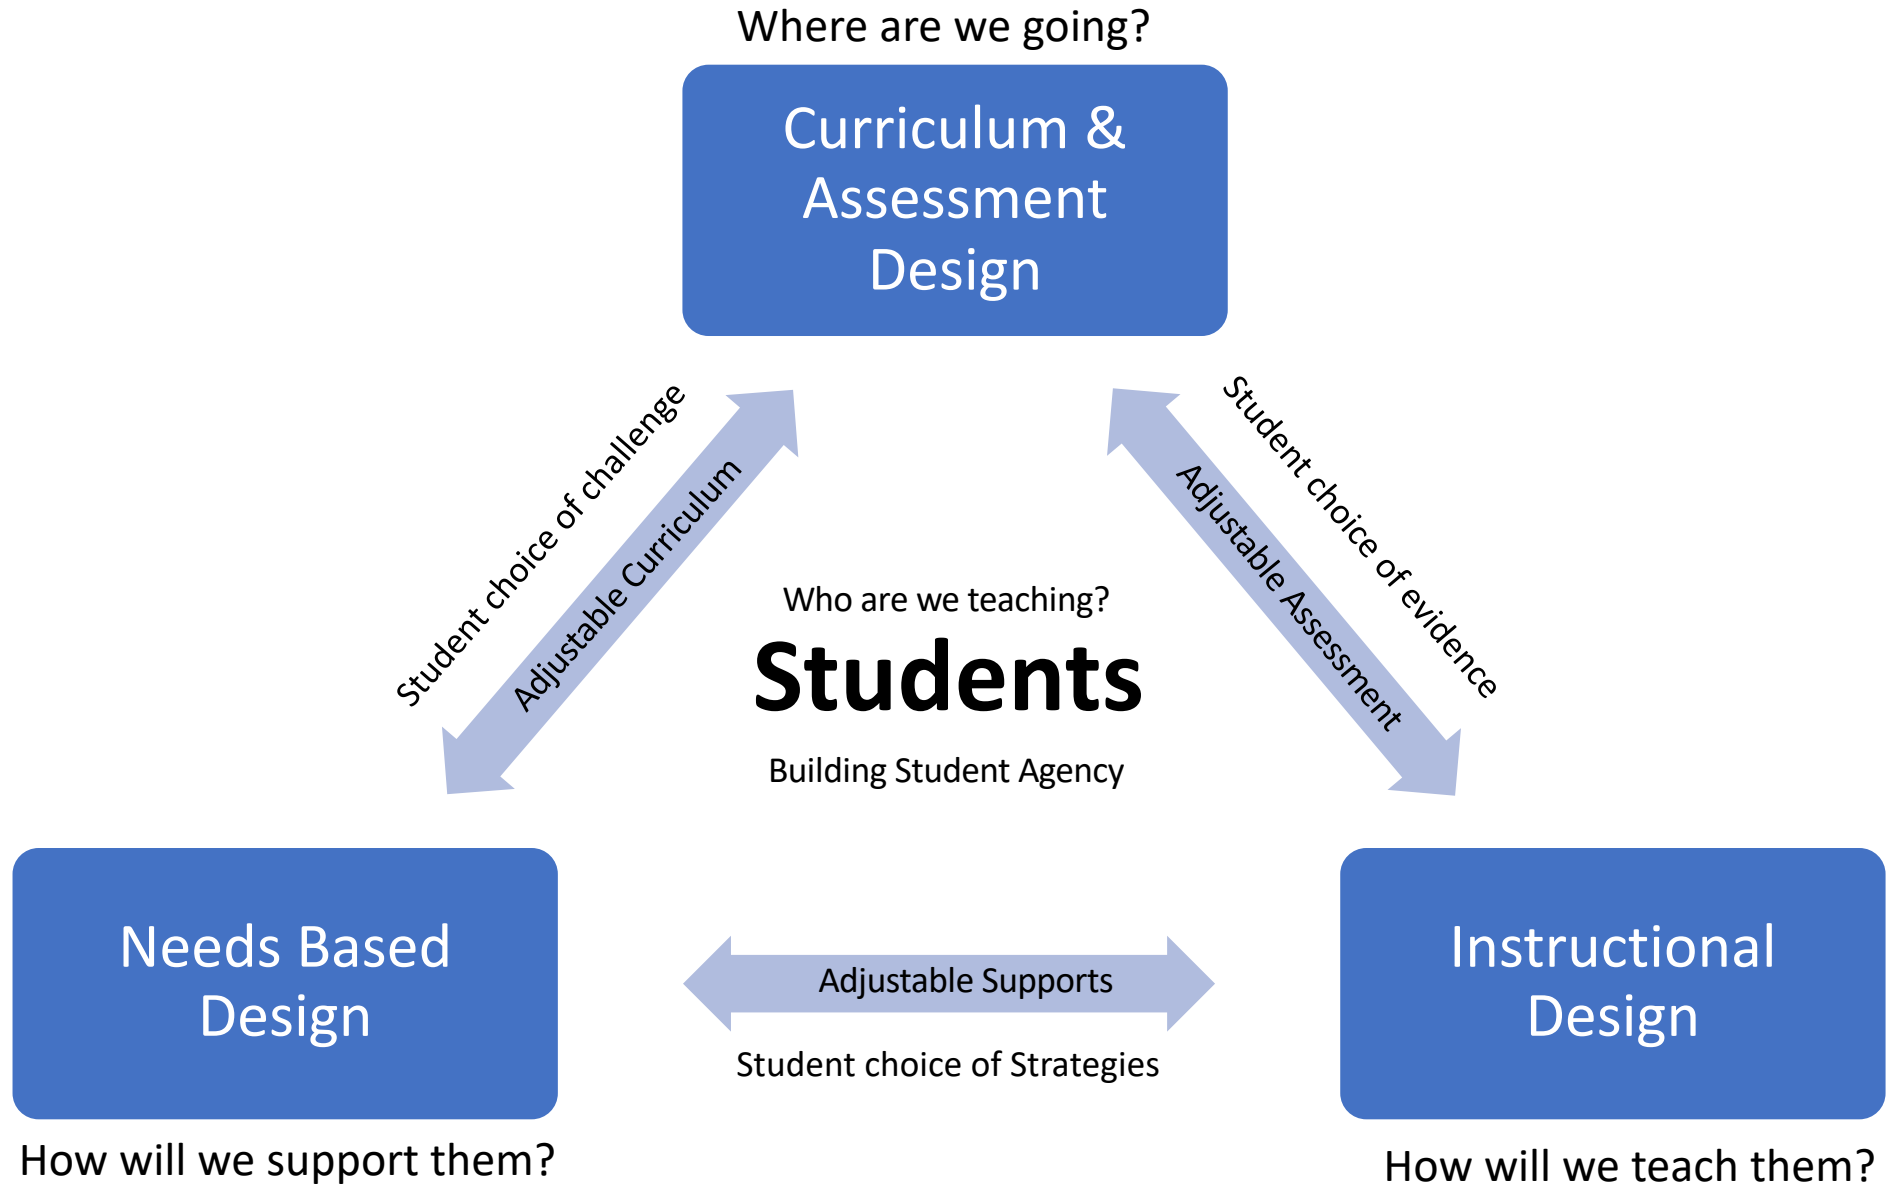 Where are we going?
Curriculum &
Assessment
Design
Student choice of challenge
Adjustable Curriculum
Student choice of evidence
Adjustable Assessment
Who are we teaching?
Students
Building Student Agency
Needs Based
Design
Adjustable Supports
Student choice of Strategies
Instructional
Design
How will we support them?
How will we teach them?